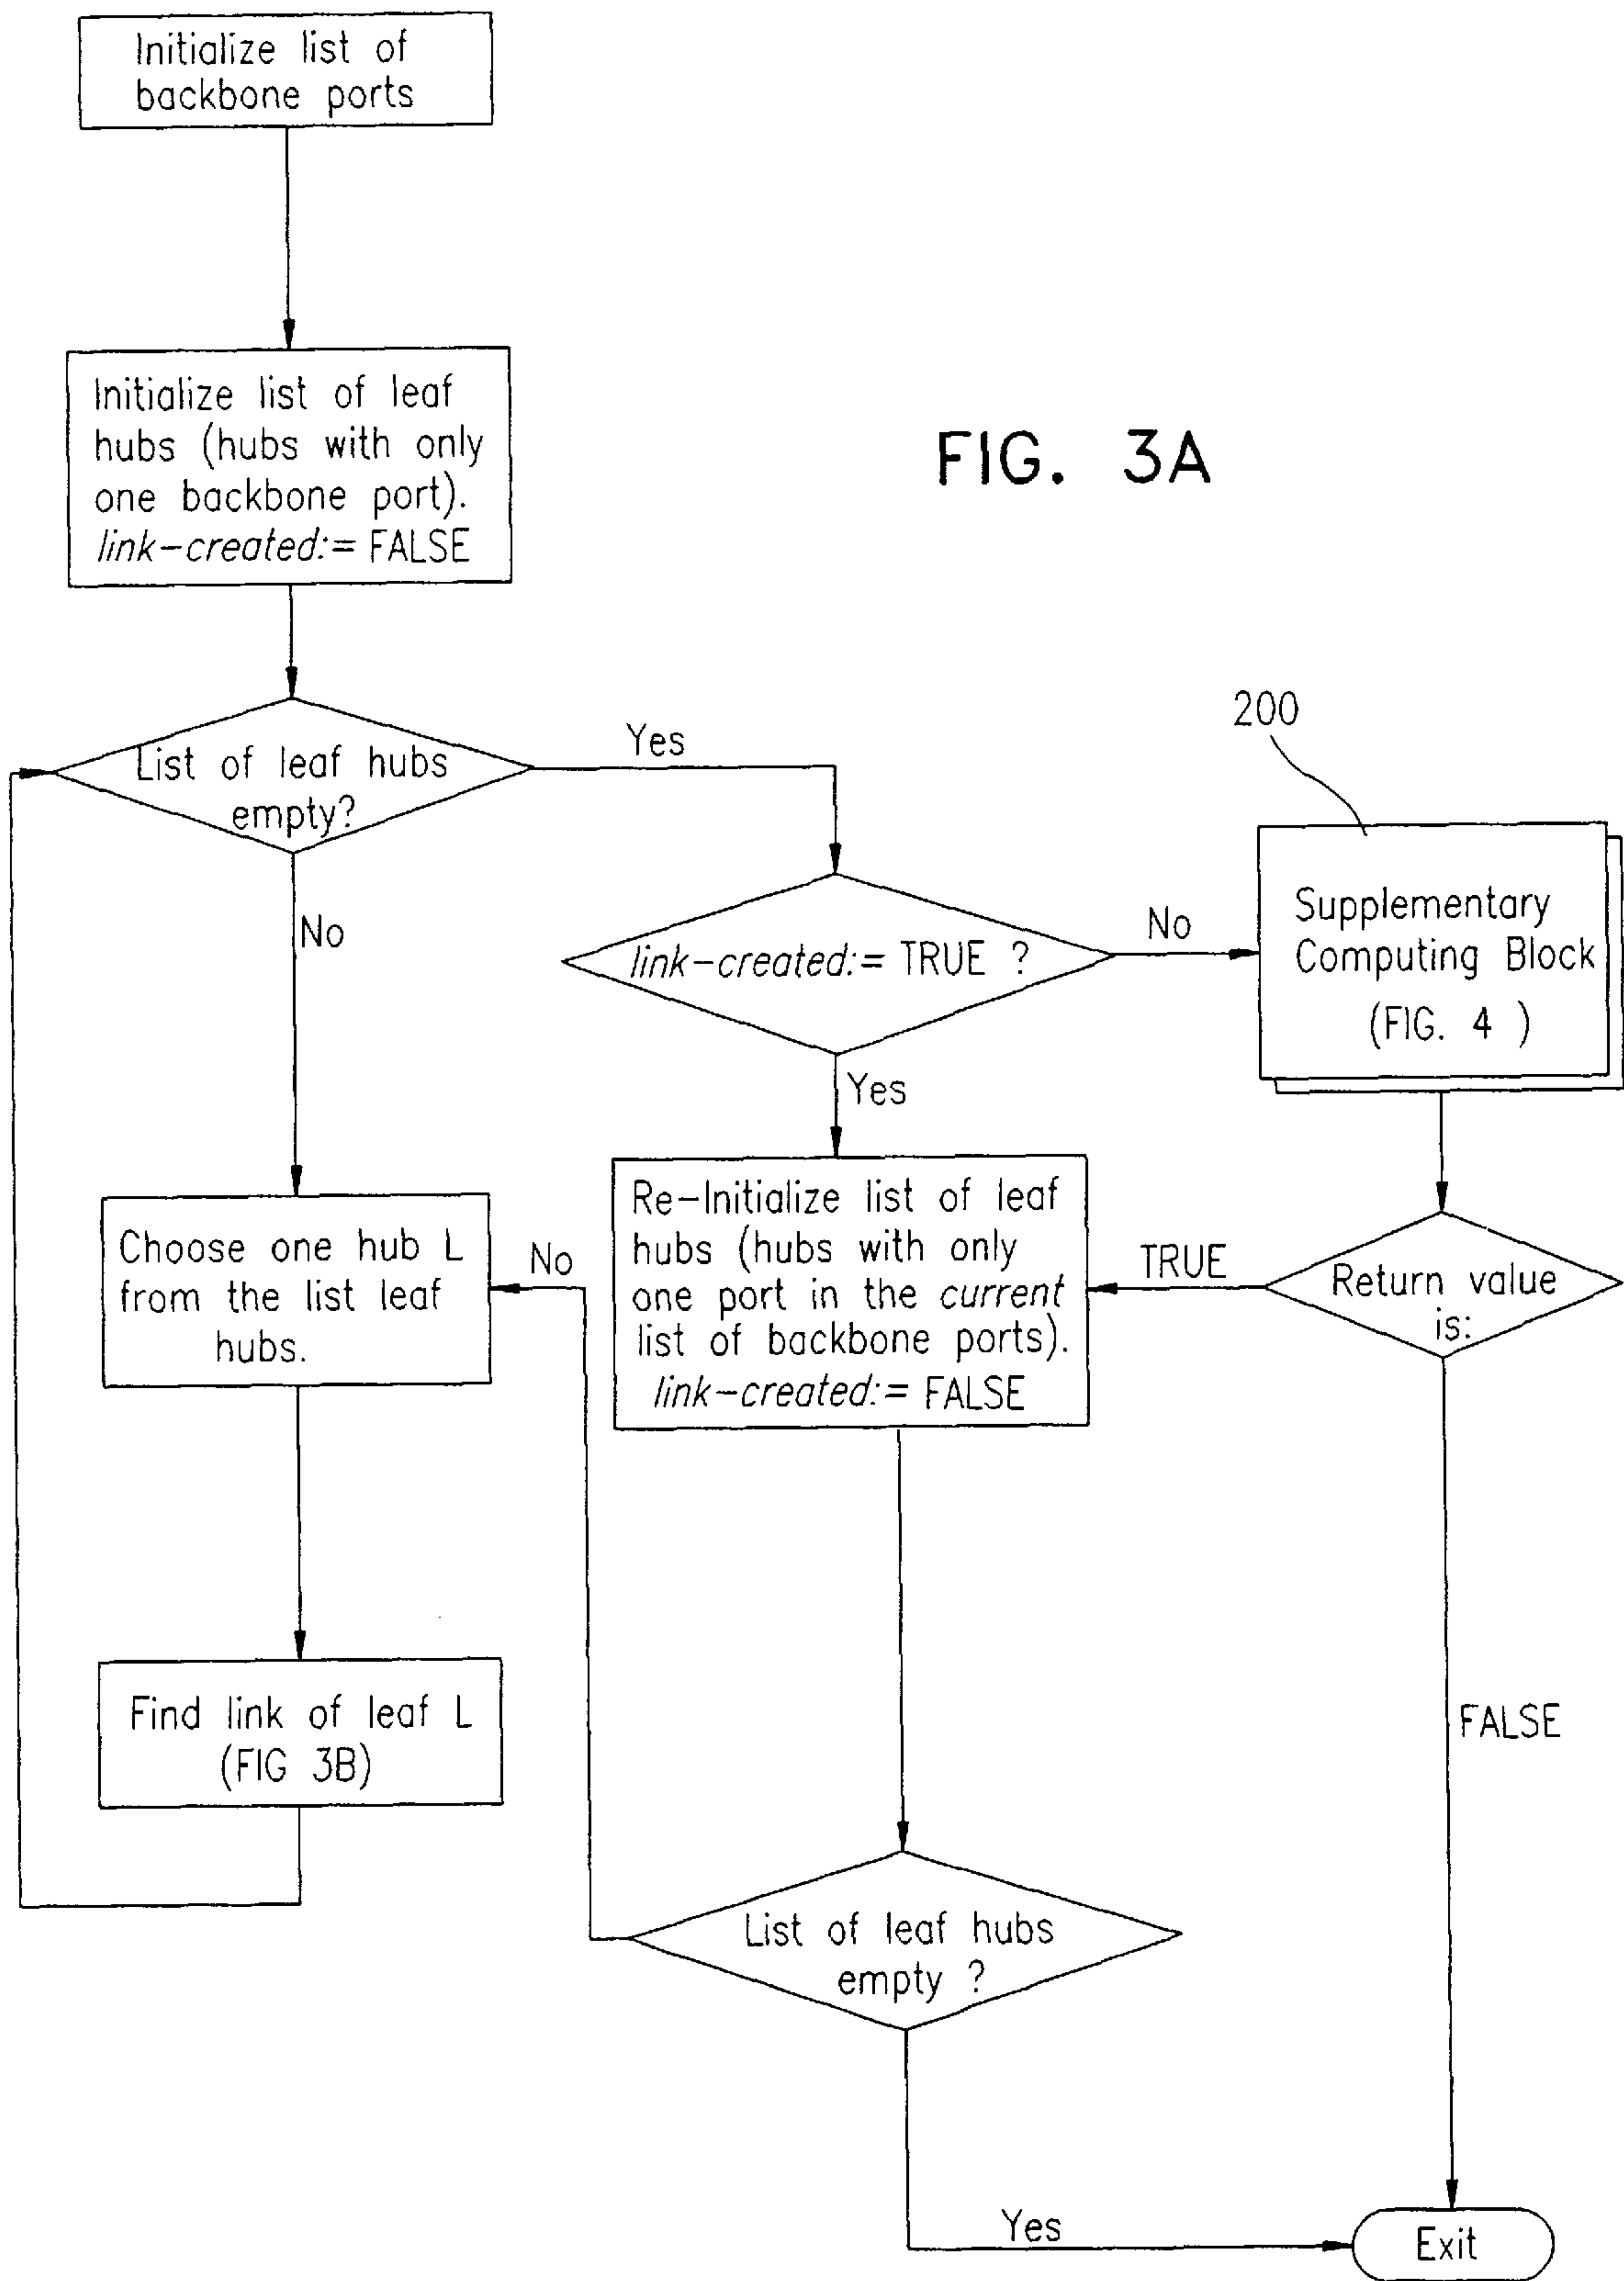 Initialize list of
backbone ports
Initialize list of leaf
hubs (hubs with only
one backbone port).
link-created:= FALSE
FIG. 3A
List of leaf hubs
empty?
Yes
No
200
link-created:= TRUE ?
No
Yes
Supplementary
Computing Block
(FIG. 4 )
Choose one hub L
from the list leaf
hubs.
No
Re-Initialize list of leaf
hubs (hubs with only
one port in the current
list of backbone ports).
link-created:= FALSE
TRUE
Return value
is:
Find link of leaf L
(FIG 3B)
FALSE
List of leaf hubs
empty ?
Yes
Exit